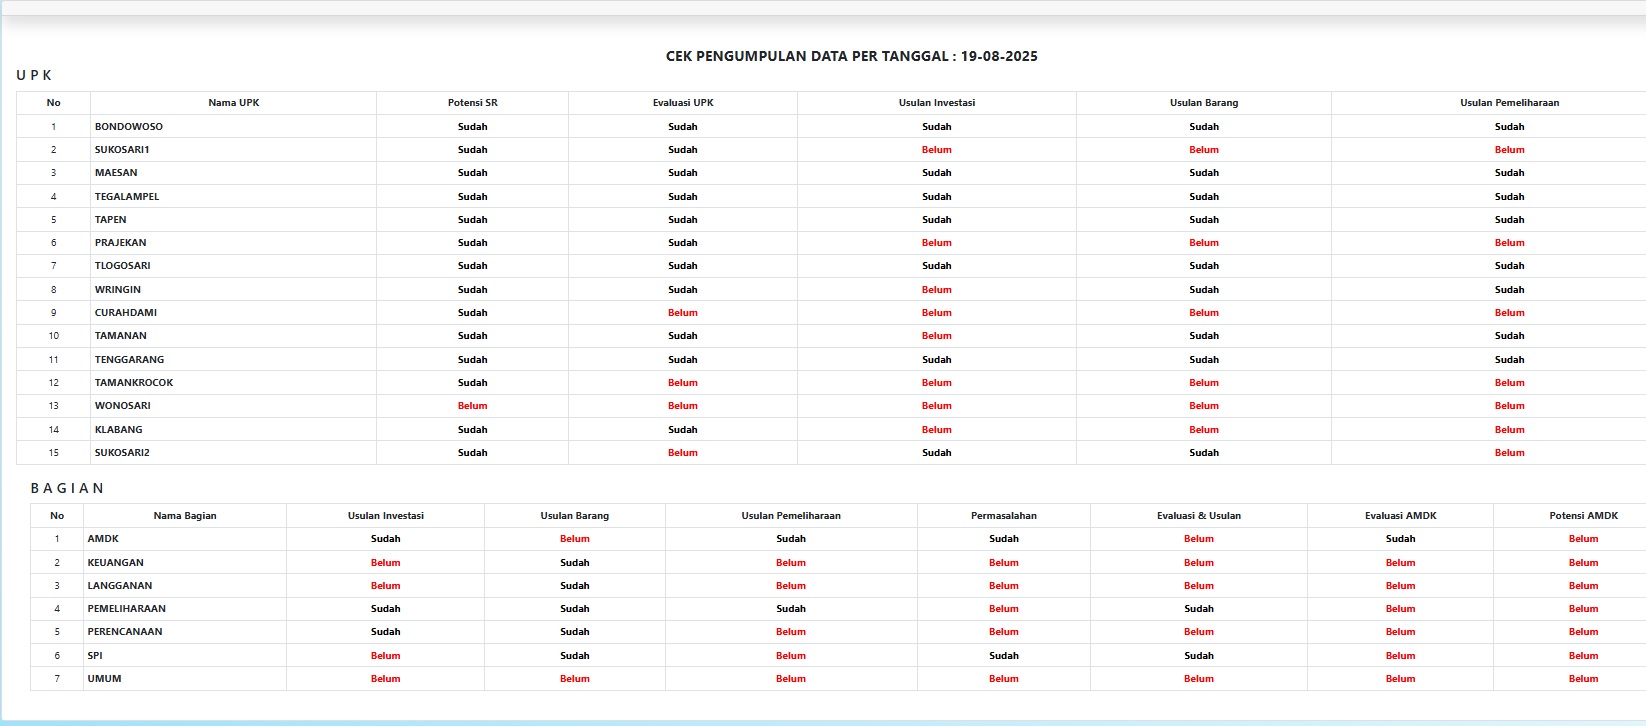 CEK PENGUMPULAN DATA PER TANGGAL : 19-08-2025
U P K
No Nama UPK Potensi SR Evaluasi UPK Usulan Investasi Usulan Barang Usulan Pemeliharaan
1 BONDOWOSO Sudah Sudah Sudah Sudah Sudah
2 SUKOSARI1 Sudah Sudah Belum Belum Belum
3 MAESAN Sudah Sudah Sudah Sudah Sudah
4 TEGALAMPEL Sudah Sudah Sudah Sudah Sudah
5 TAPEN Sudah Sudah Sudah Sudah Sudah
6 PRAJEKAN Sudah Sudah Belum Belum Belum
7 TLOGOSARI Sudah Sudah Sudah Sudah Sudah
8 WRINGIN Sudah Sudah Belum Sudah Sudah
9 CURAHDAMI Sudah Belum Belum Belum Belum
10 TAMANAN Sudah Sudah Belum Sudah Sudah
11 TENGGARANG Sudah Sudah Sudah Sudah Sudah
12 TAMANKROCOK Sudah Belum Belum Belum Belum
13 WONOSARI Belum Belum Belum Belum Belum
14 KLABANG Sudah Sudah Belum Belum Belum
15 SUKOSARI2 Sudah Belum Sudah Sudah Belum
B A G I A N
No Nama Bagian Usulan Investasi Usulan Barang Usulan Pemeliharaan Permasalahan Evaluasi & Usulan Evaluasi AMDK Potensi AMDK
1 AMDK Sudah Belum Sudah Sudah Belum Sudah Belum
2 KEUANGAN Belum Sudah Belum Belum Belum Belum Belum
3 LANGGANAN Belum Sudah Belum Belum Belum Belum Belum
4 PEMELIHARAAN Sudah Sudah Sudah Belum Sudah Belum Belum
5 PERENCANAAN Sudah Sudah Belum Belum Belum Belum Belum
6 SPI Belum Sudah Belum Sudah Sudah Belum Belum
7 UMUM Belum Belum Belum Belum Belum Belum Belum